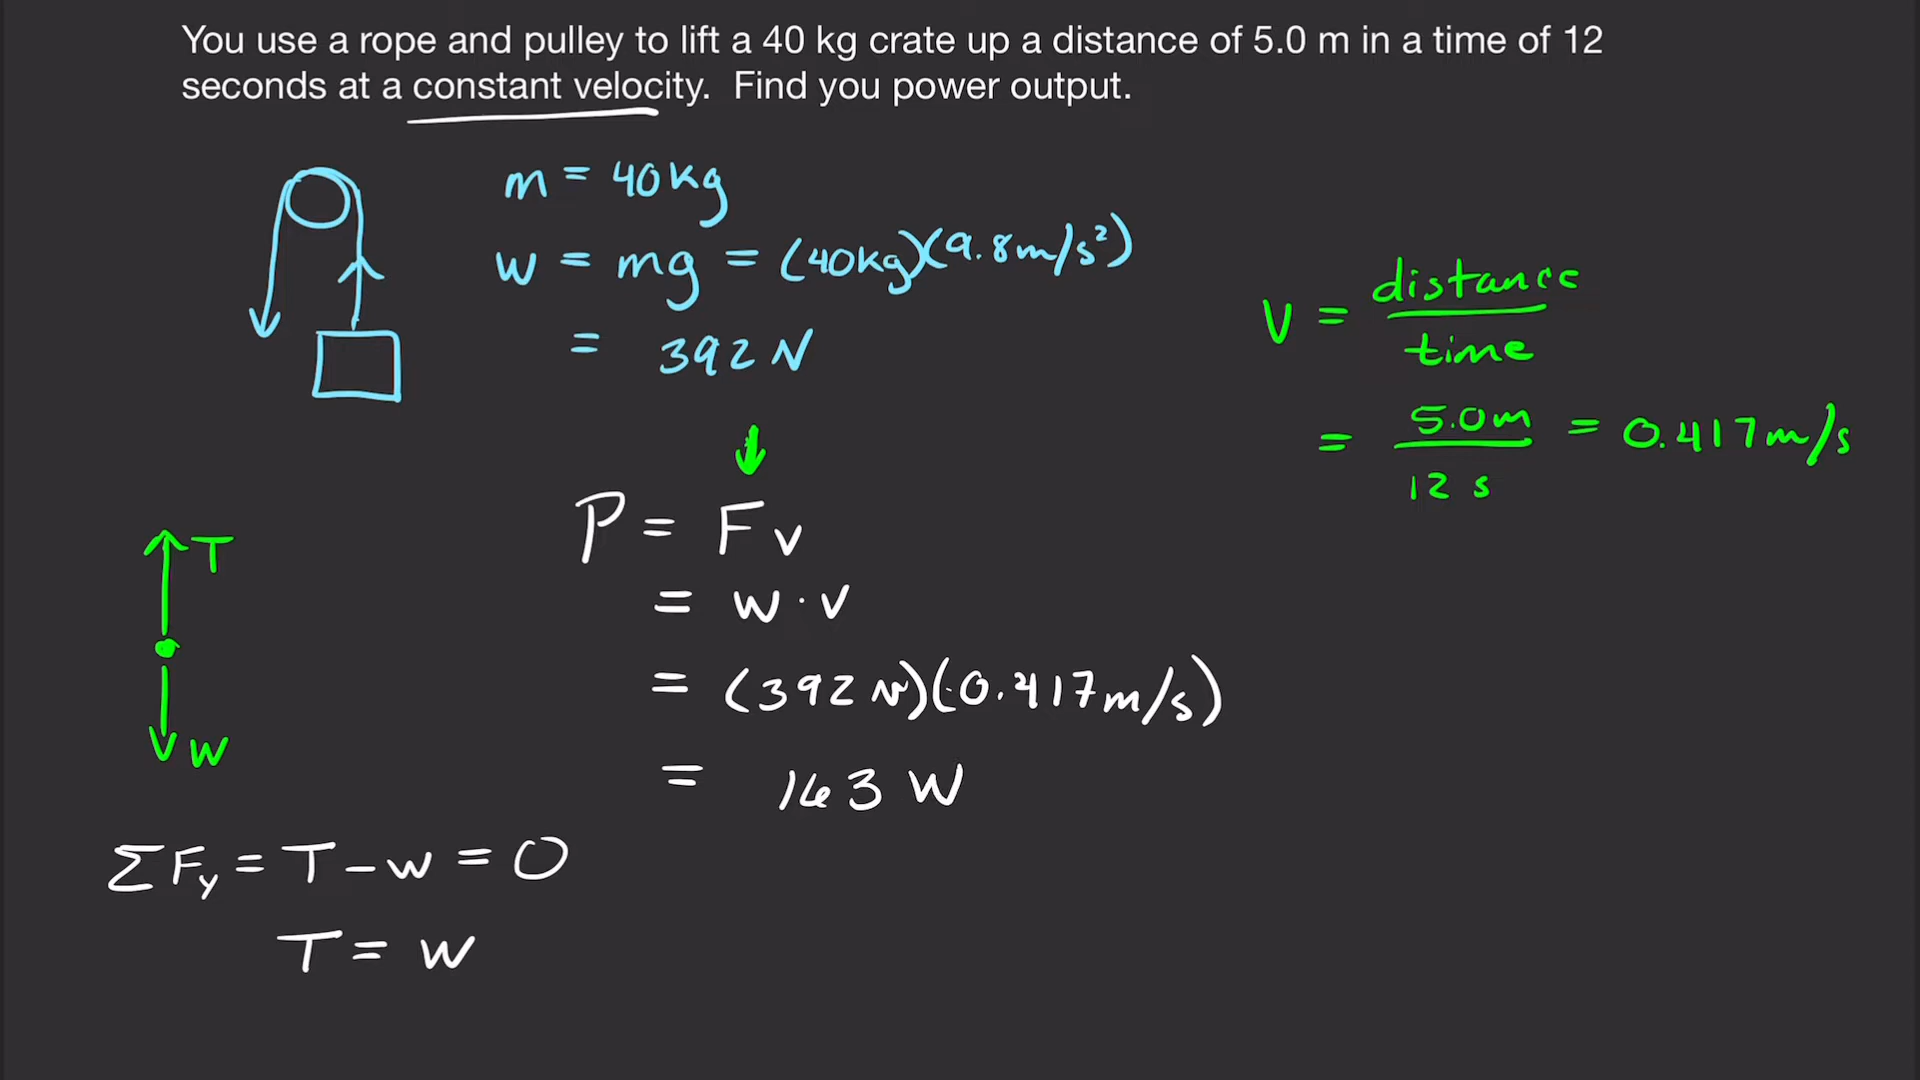 You use a rope and pulley to lift a 40 kg crate up a distance of 5.0 m in a time of 12
seconds at a constant velocity.  Find you power output.
m = 40kg
w = mg = (40kg)(9.8m/s²)
= 392 N
v = distance / time
= 5.0m / 12 s = 0.417m/s
P = Fv
= w · v
= (392 N)(0.417m/s)
= 163 W
T
w
ΣFy = T - w = 0
T = w